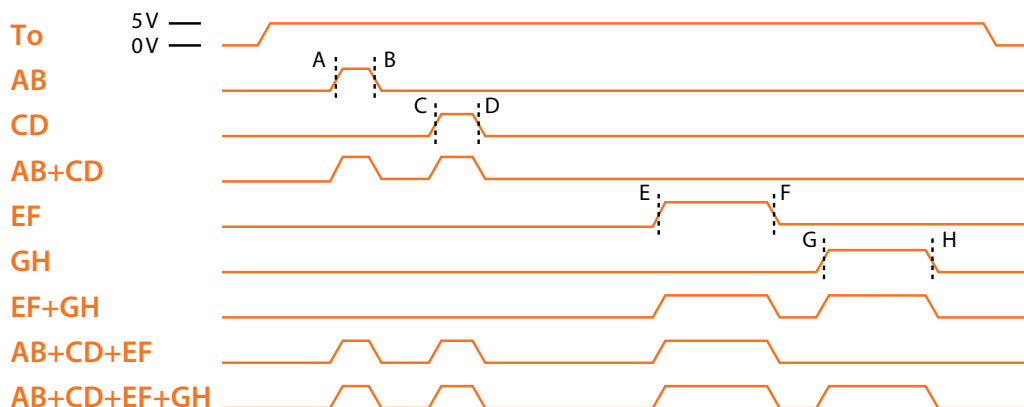 To 5V
0V
A B
AB
C D
CD
AB+CD
E F
EF
G H
GH
EF+GH
AB+CD+EF
AB+CD+EF+GH